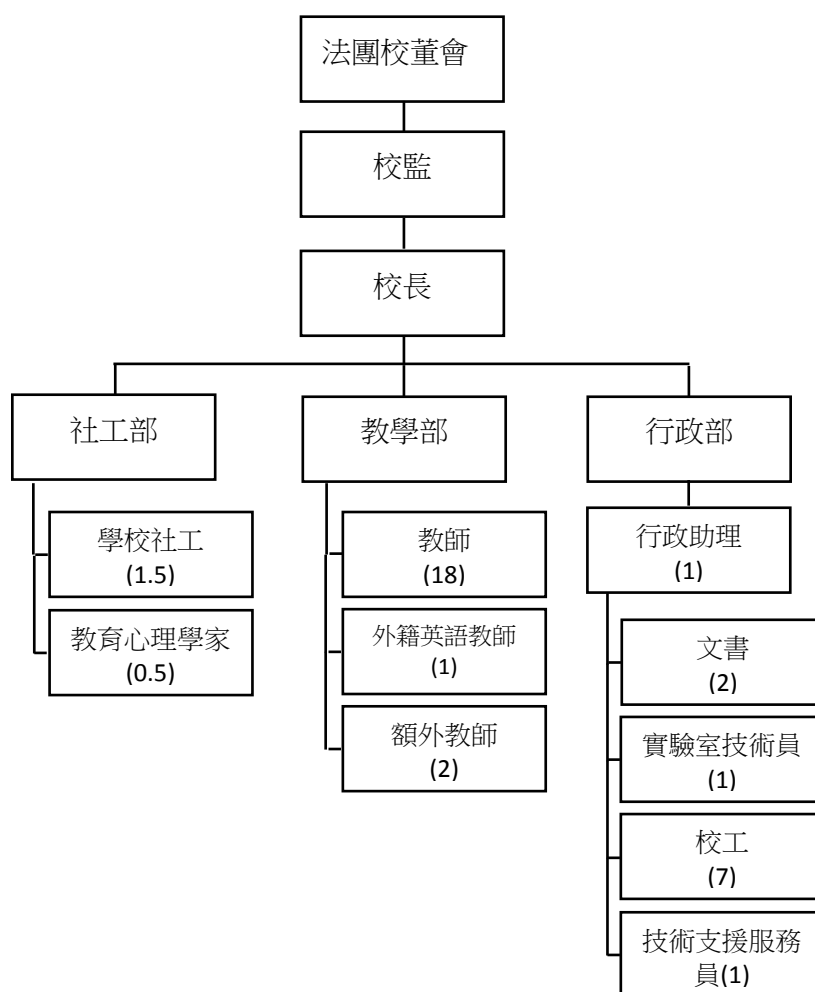 法團校董會
校監
校長
社工部
教學部
行政部
學校社工
(1.5)
教育心理學家
(0.5)
教師
(18)
外籍英語教師
(1)
額外教師
(2)
行政助理
(1)
文書
(2)
實驗室技術員
(1)
校工
(7)
技術支援服務
員(1)